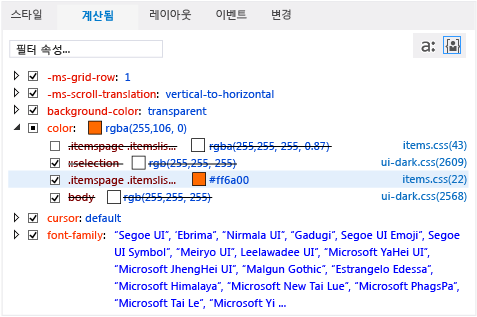 스타일 계산됨 레이아웃 이벤트 변경
필터 속성... a:
-ms-grid-row: 1
-ms-scroll-translation: vertical-to-horizontal
background-color: transparent
color: rgba(255,106, 0)
.itemspage .itemslis... rgba(255,255, 255, 0.87) items.css(43)
::selection rgb(255,255, 255) ui-dark.css(2609)
.itemspage .itemslis... #ff6a00 items.css(22)
body rgb(255,255, 255) ui-dark.css(2568)
cursor: default
font-family: “Segoe UI”, ‘Ebrima”, “Nirmala UI”, “Gadugi”, Segoe UI Emoji”, Segoe
UI Symbol”, “Meiryo UI”, Leelawadee UI”, “Microsoft YaHei UI”,
“Microsoft JhengHei UI”, “Malgun Gothic”, “Estrangelo Edessa”,
“Microsoft Himalaya”, “Microsoft New Tai Lue”, “Microsoft PhagsPa”,
“Microsoft Tai Le”, “Microsoft Yi ...